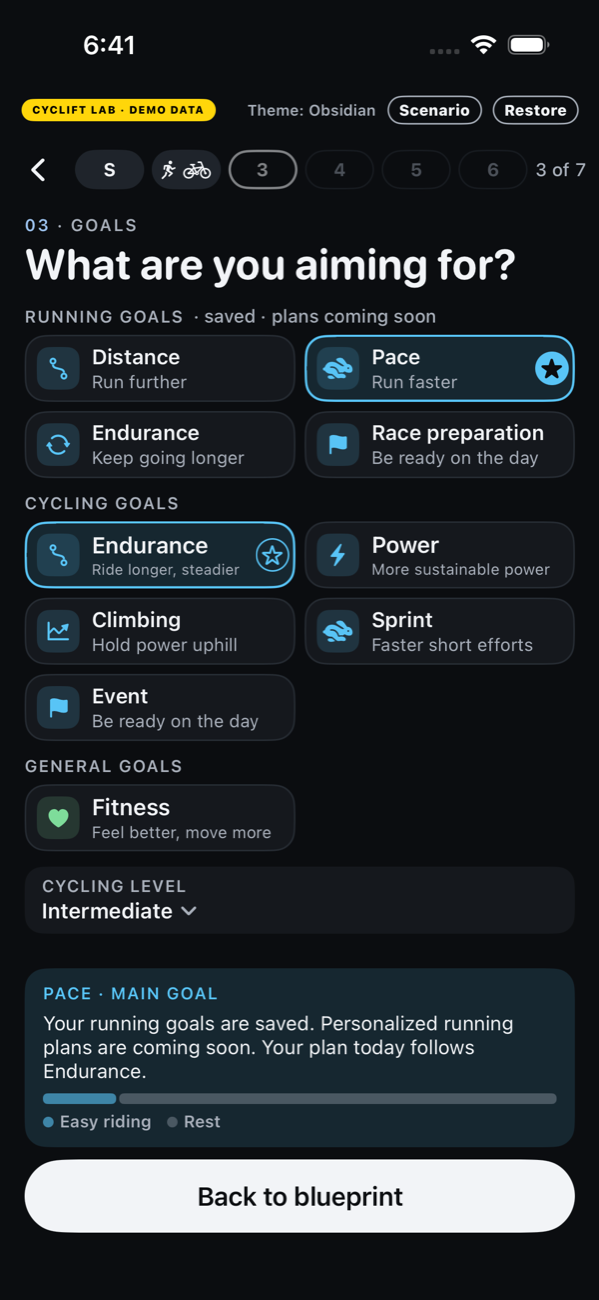 6:41
CYCLIFT LAB · DEMO DATA
Theme: Obsidian
Scenario
Restore
S
3
4
5
6
3 of 7
03 · GOALS
What are you aiming for?
RUNNING GOALS · saved · plans coming soon
Distance
Run further
Pace
Run faster
Endurance
Keep going longer
Race preparation
Be ready on the day
CYCLING GOALS
Endurance
Ride longer, steadier
Power
More sustainable power
Climbing
Hold power uphill
Sprint
Faster short efforts
Event
Be ready on the day
GENERAL GOALS
Fitness
Feel better, move more
CYCLING LEVEL
Intermediate
PACE · MAIN GOAL
Your running goals are saved. Personalized running
plans are coming soon. Your plan today follows
Endurance.
Easy riding
Rest
Back to blueprint